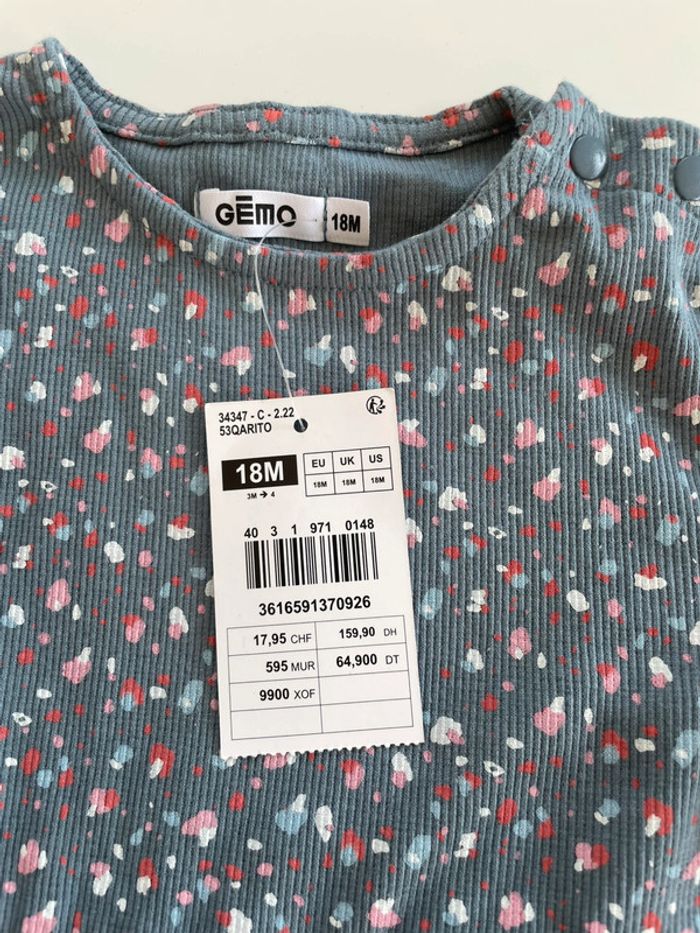 GĒMO 18M
34347 - C - 2.22
53QARITO
18M
3M → 4
EU UK US
18M 18M 18M
40 3 1 971 0148
3616591370926
17,95 CHF 159,90 DH
595 MUR 64,900 DT
9900 XOF